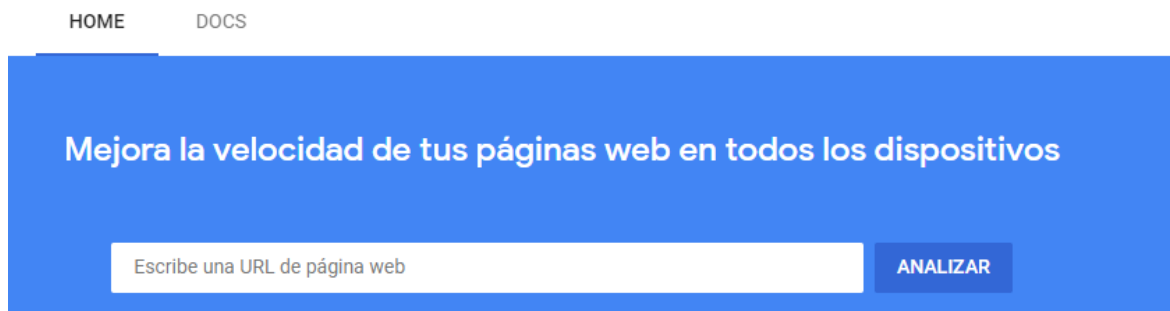 HOME DOCS
Mejora la velocidad de tus páginas web en todos los dispositivos
Escribe una URL de página web ANALIZAR